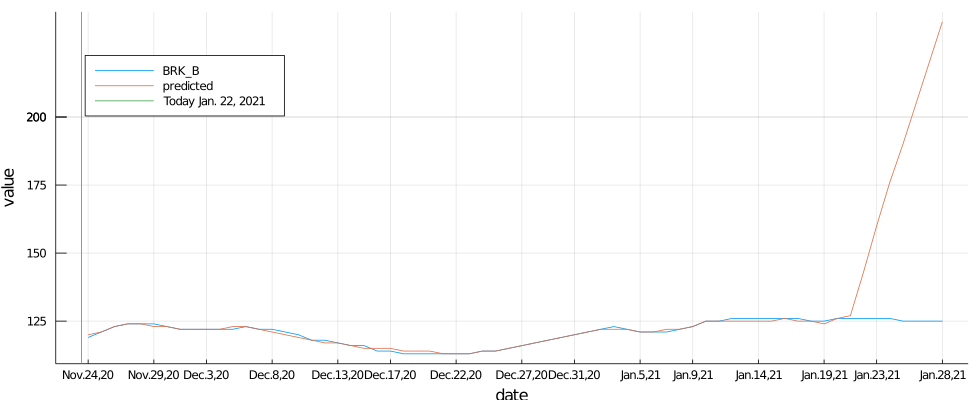 BRK_B
predicted
Today Jan. 22, 2021
200
175
150
125
value
Nov.24,20 Nov.29,20 Dec.3,20 Dec.8,20 Dec.13,20 Dec.17,20 Dec.22,20 Dec.27,20 Dec.31,20 Jan.5,21 Jan.9,21 Jan.14,21 Jan.19,21 Jan.23,21 Jan.28,21
date